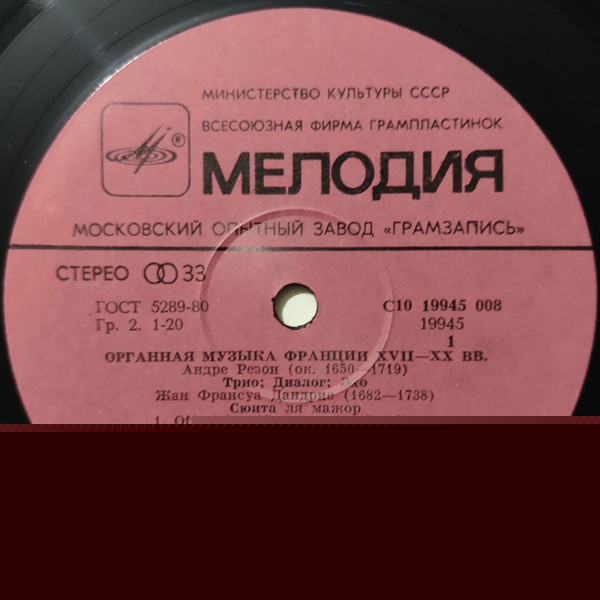 МИНИСТЕРСТВО КУЛЬТУРЫ СССР
ВСЕСОЮЗНАЯ ФИРМА ГРАМПЛАСТИНОК
®
МЕЛОДИЯ
МОСКОВСКИЙ ОПЫТНЫЙ ЗАВОД «ГРАМЗАПИСЬ»
СТЕРЕО 33
ГОСТ 5289-80 С10 19945 008
Гр. 2. 1-20 19945
1
ОРГАННАЯ МУЗЫКА ФРАНЦИИ XVII—XX ВВ.
Андре Резон (ок. 1650—1719)
Трио; Диалог; Эхо
Жан Франсуа Дандриё (1682—1738)
Сюита ля мажор
1.